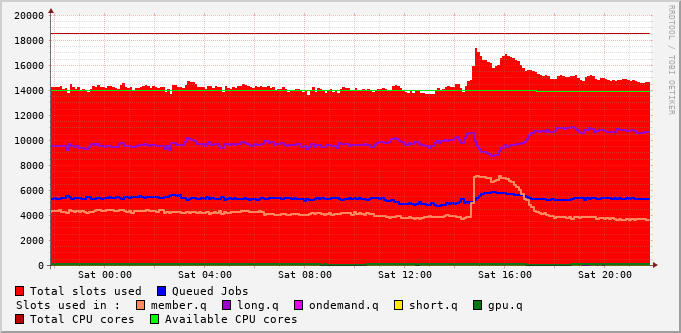 20000
18000
16000
14000
12000
10000
8000
6000
4000
2000
0
Sat 00:00 Sat 04:00 Sat 08:00 Sat 12:00 Sat 16:00 Sat 20:00
RRDTOOL / TOBI OETIKER
Total slots used Queued Jobs
Slots used in : member.q long.q ondemand.q short.q gpu.q
Total CPU cores Available CPU cores